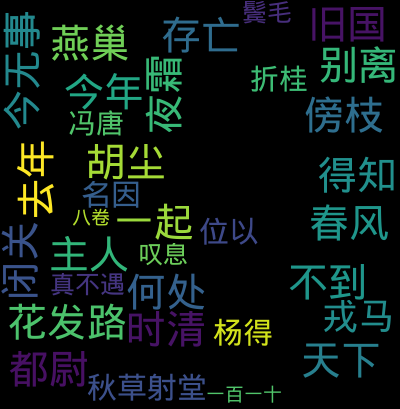 鬓毛
旧国
存亡
今无事
燕巢
别离
夜霜
折桂
今年
冯唐
傍枝
胡尘
去年
得知
名因
八卷
一起
春风
位以
闭关
主人
叹息
真不遇
何处
不到
花发路
时清
戎马
杨得
天下
都尉
秋草射堂
一百一十